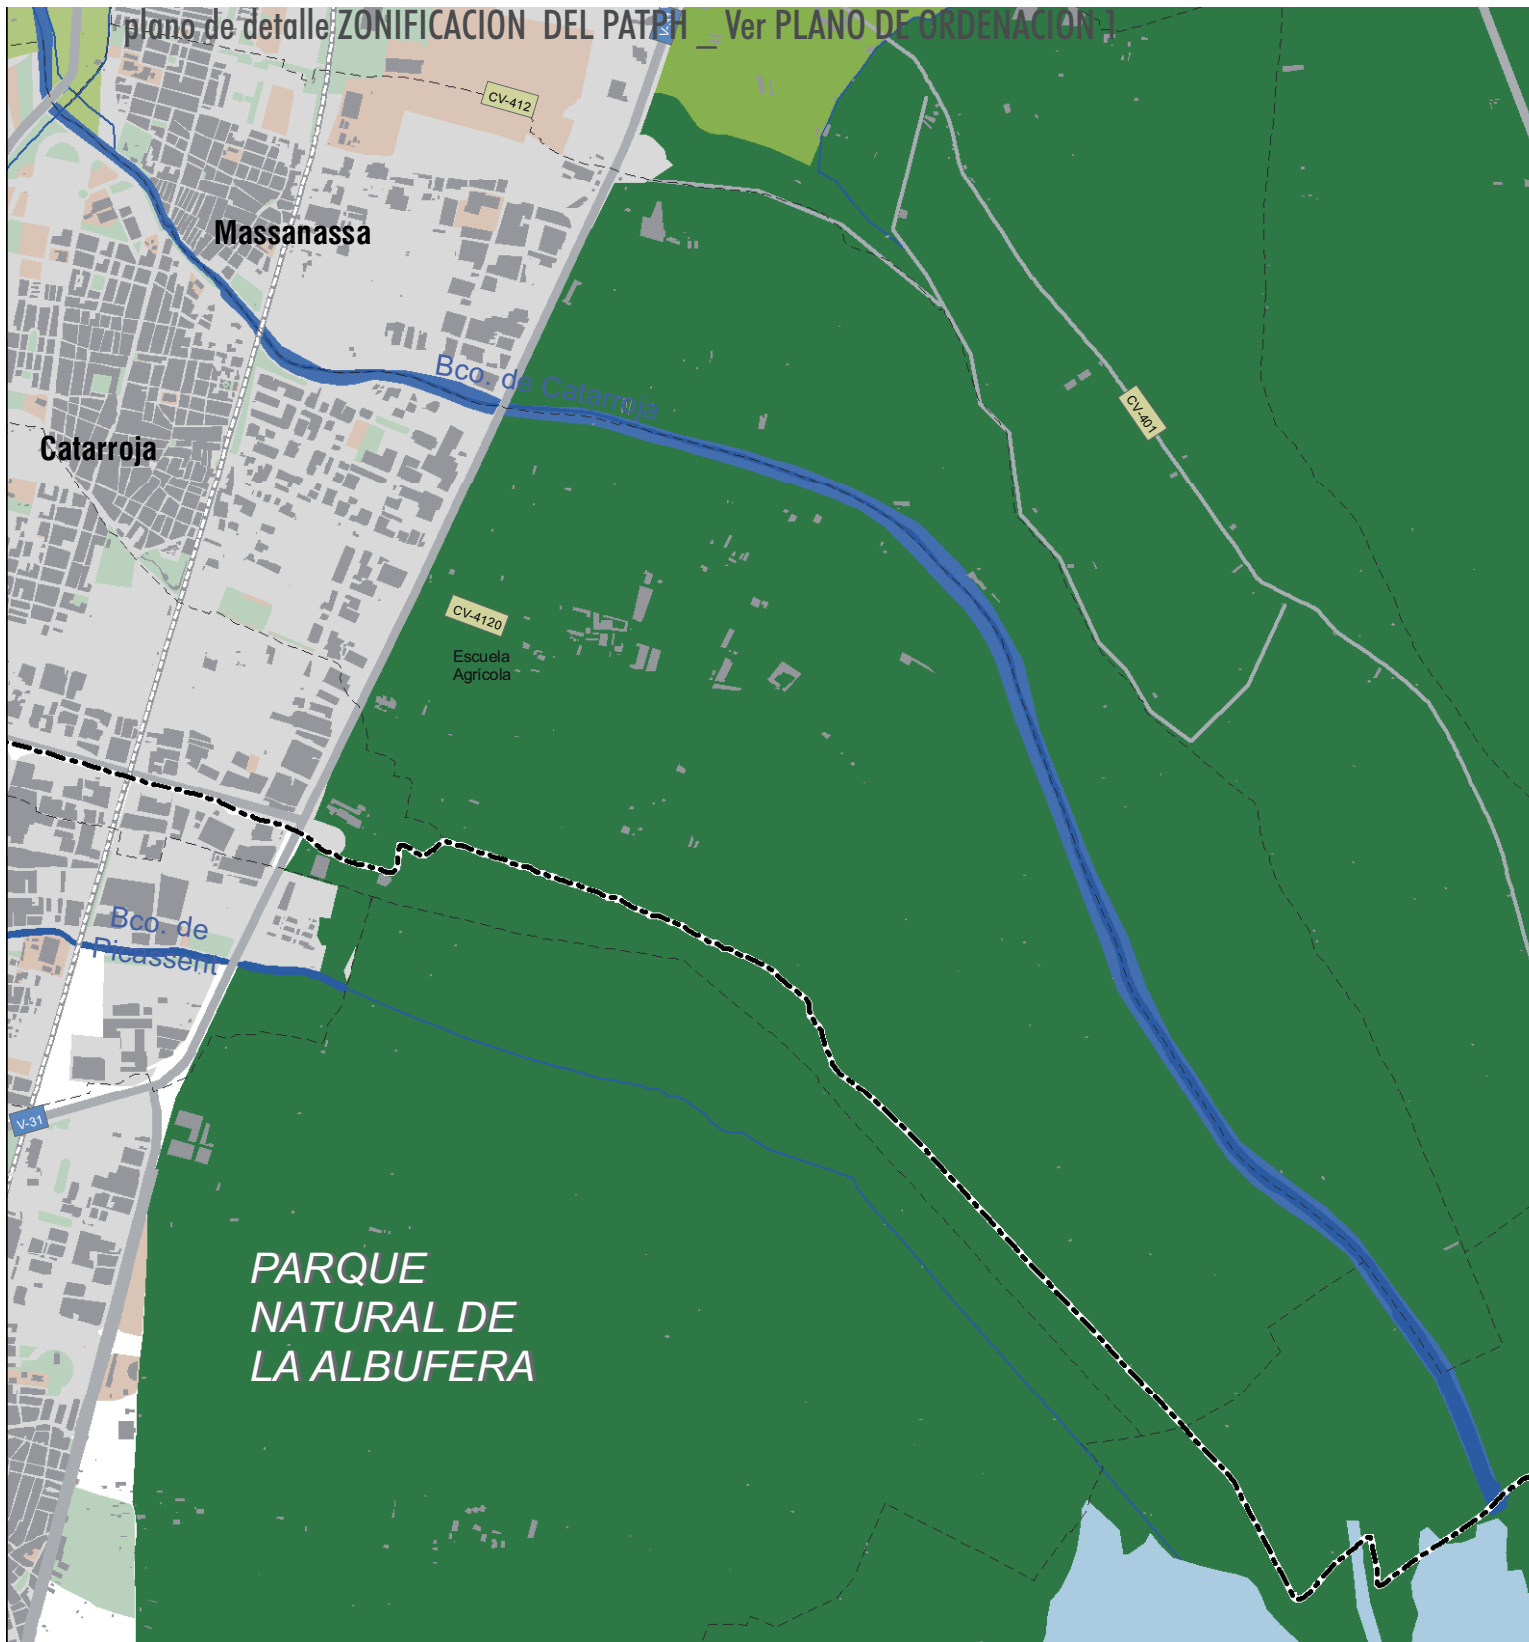 plano de detalle ZONIFICACION DEL PATPH _ Ver PLANO DE ORDENACION 1
CV-412
Massanassa
Bco. de Catarroja
CV-401
Catarroja
CV-4120
Escuela
Agrícola
Bco. de
Picassent
V-31
PARQUE
NATURAL DE
LA ALBUFERA